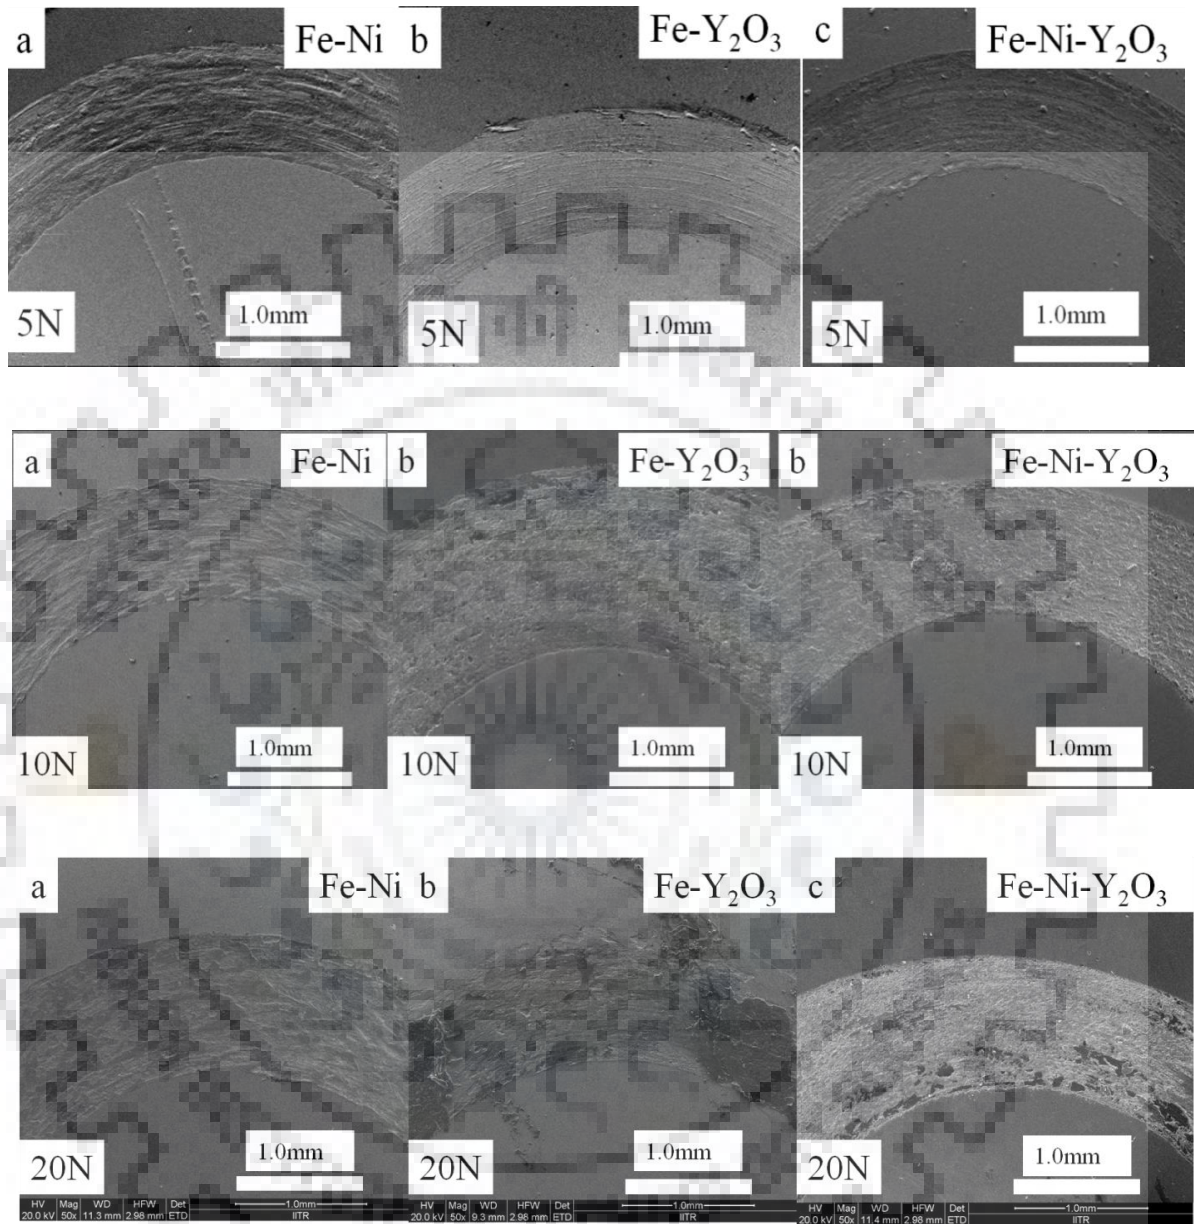 a Fe-Ni b Fe-Y₂O₃ c Fe-Ni-Y₂O₃
5N 1.0mm 5N 1.0mm 5N 1.0mm
a Fe-Ni b Fe-Y₂O₃ b Fe-Ni-Y₂O₃
10N 1.0mm 10N 1.0mm 10N 1.0mm
a Fe-Ni b Fe-Y₂O₃ c Fe-Ni-Y₂O₃
20N 1.0mm 20N 1.0mm 20N 1.0mm
HV Mag WD HFW Det 1.0mm HV Mag WD HFW Det 1.0mm HV Mag WD HFW Det 1.0mm
20.0 kV 50x 11.3 mm 2.98 mm ETD IITR 20.0 kV 50x 9.3 mm 2.98 mm ETD IITR 20.0 kV 50x 11.4 mm 2.98 mm ETD IITR